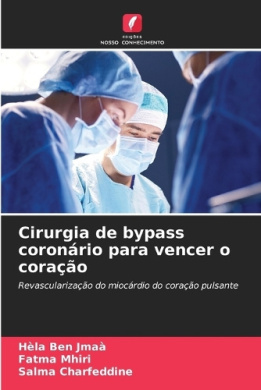 edições
NOSSO CONHECIMENTO
Cirurgia de bypass
coronário para vencer o
coração
Revascularização do miocárdio do coração pulsante
Hèla Ben Jmaà
Fatma Mhiri
Salma Charfeddine